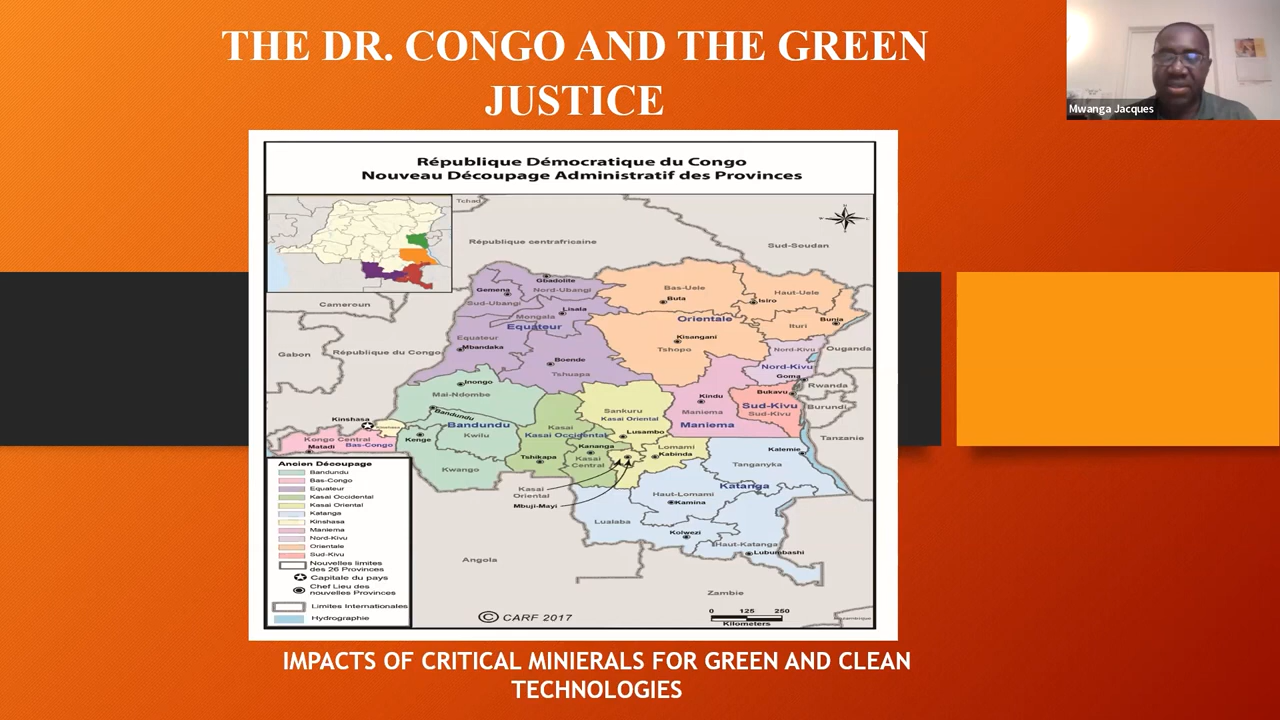 THE DR. CONGO AND THE GREEN
JUSTICE
Mwanga Jacques
République Démocratique du Congo
Nouveau Découpage Administratif des Provinces
Tchad
République centrafricaine
Sud-Soudan
Cameroun
Gbadolite
Gemena
Nord-Ubangi
Sud-Ubangi
Lisala
Mongala
Equateur
Equateur
Mbandaka
Boende
Tshuapa
Bas-Uele
Haut-Uele
Buta
Isiro
Orientale
Bunia
Ituri
Kisangani
Tshopo
Gabon
République du Congo
Nord-Kivu
Ouganda
Nord-Kivu
Goma
Rwanda
Bukavu
Sud-Kivu
Sud-Kivu
Burundi
Kindu
Maniema
Maniema
Tanzanie
Inongo
Mai-Ndombe
Bandundu
Bandundu
Kenge
Kwilu
Kwango
Kinshasa
Kongo Central
Matadi
Bas-Congo
Sankuru
Kasai Oriental
Kasai
Kasai Occidental
Lusambo
Kananga
Lomami
Kabinda
Tshikapa
Kasai
Central
Kasai
Oriental
Mbuji-Mayi
Kalemie
Tanganyka
Katanga
Haut-Lomami
Kamina
Lualaba
Kolwezi
Haut-Katanga
Lubumbashi
Angola
Zambie
Mozambique
Ancien Découpage
Bandundu
Bas-Congo
Equateur
Kasai Occidental
Kasai Oriental
Katanga
Kinshasa
Maniema
Nord-Kivu
Orientale
Sud-Kivu
Nouvelles limites
des 26 Provinces
Capitale du pays
Chef Lieu des
nouvelles Provinces
Limites Internationales
Hydrographie
© CARF 2017
0 125 250
Kilometers
IMPACTS OF CRITICAL MINIERALS FOR GREEN AND CLEAN
TECHNOLOGIES